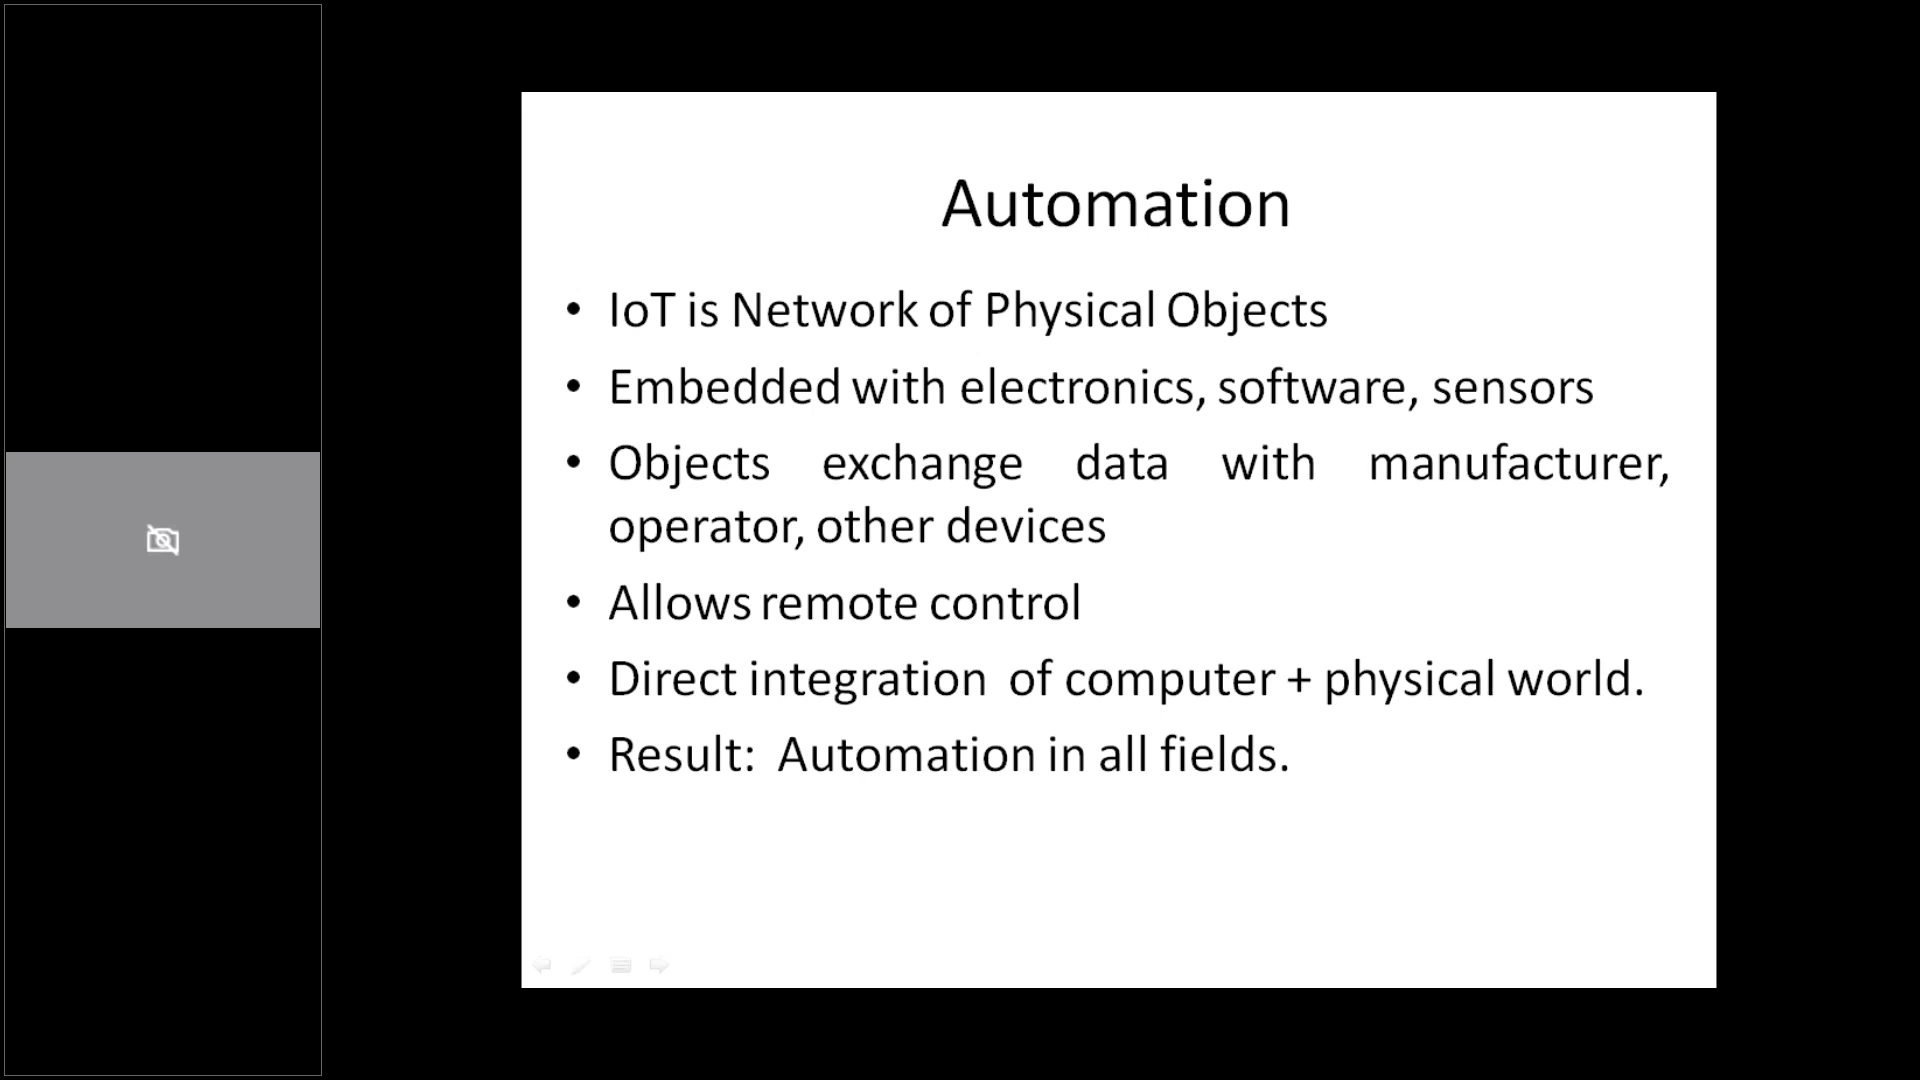 Automation
• IoT is Network of Physical Objects
• Embedded with electronics, software, sensors
• Objects exchange data with manufacturer,
operator, other devices
• Allows remote control
• Direct integration of computer + physical world.
• Result: Automation in all fields.